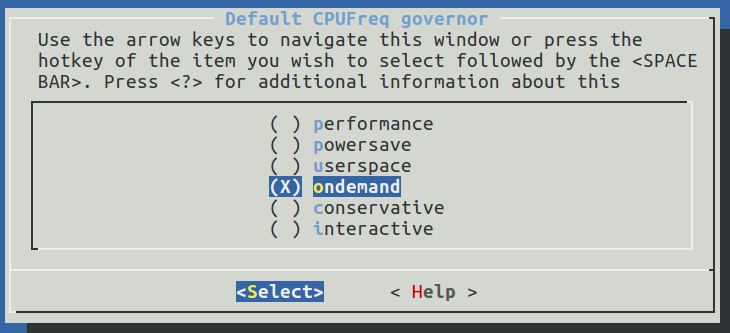 Default CPUFreq governor
Use the arrow keys to navigate this window or press the
hotkey of the item you wish to select followed by the <SPACE
BAR>. Press <?> for additional information about this
( ) performance
( ) powersave
( ) userspace
(X) ondemand
( ) conservative
( ) interactive
<Select> < Help >